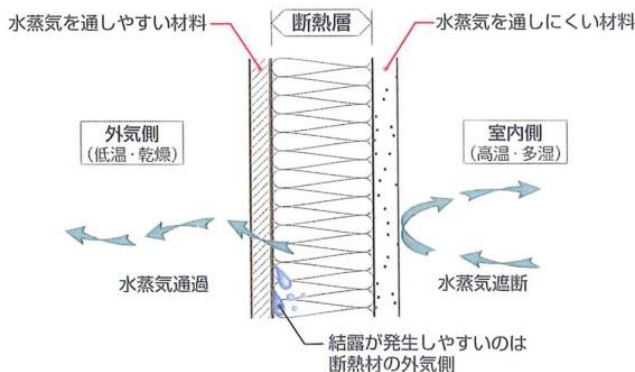 水蒸気を通しやすい材料
断熱層
水蒸気を通しにくい材料
外気側
(低温・乾燥)
室内側
(高温・多湿)
水蒸気通過
水蒸気遮断
結露が発生しやすいのは
断熱材の外気側